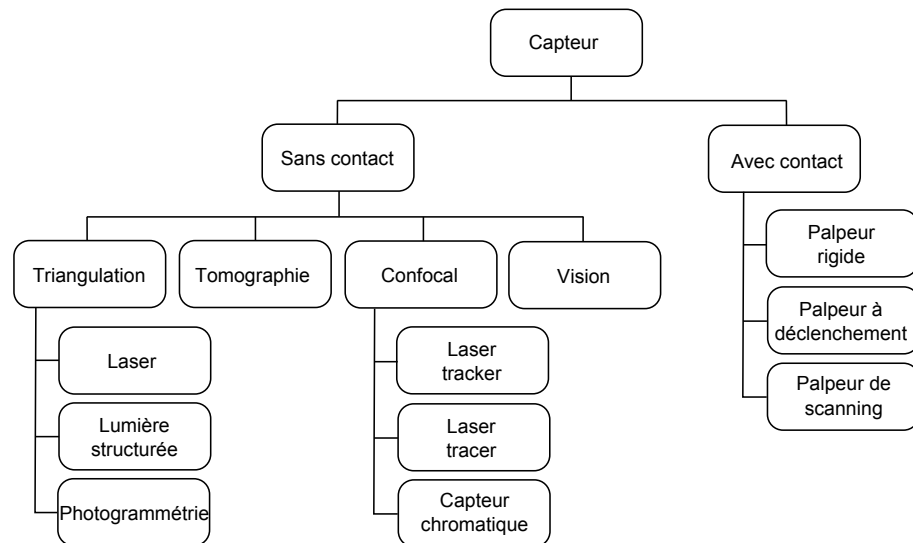 Capteur
Sans contact
Avec contact
Triangulation
Tomographie
Confocal
Vision
Laser
Lumière
structurée
Photogrammétrie
Laser
tracker
Laser
tracer
Capteur
chromatique
Palpeur
rigide
Palpeur à
déclenchement
Palpeur de
scanning